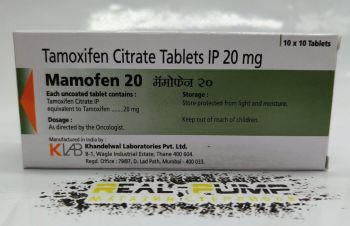 Tamoxifen Citrate Tablets IP 20 mg
10 x 10 Tablets
Mamofen 20 मॅमोफेन २०
Each uncoated tablet contains :
Tamoxifen Citrate IP
equivalent to Tamoxifen ........20 mg
Storage :
Store protected from light and moisture.
Dosage :
As directed by the Oncologist.
Keep out of reach of children.
Manufactured in India by :
KLAB
Khandelwal Laboratories Pvt. Ltd.
B-1, Wagle Industrial Estate, Thane 400 604.
Regd. Office : 79/87, D. Lad Path, Mumbai - 400 033.
REAL-PUMP
МАГАЗИН СТЕРОИДОВ